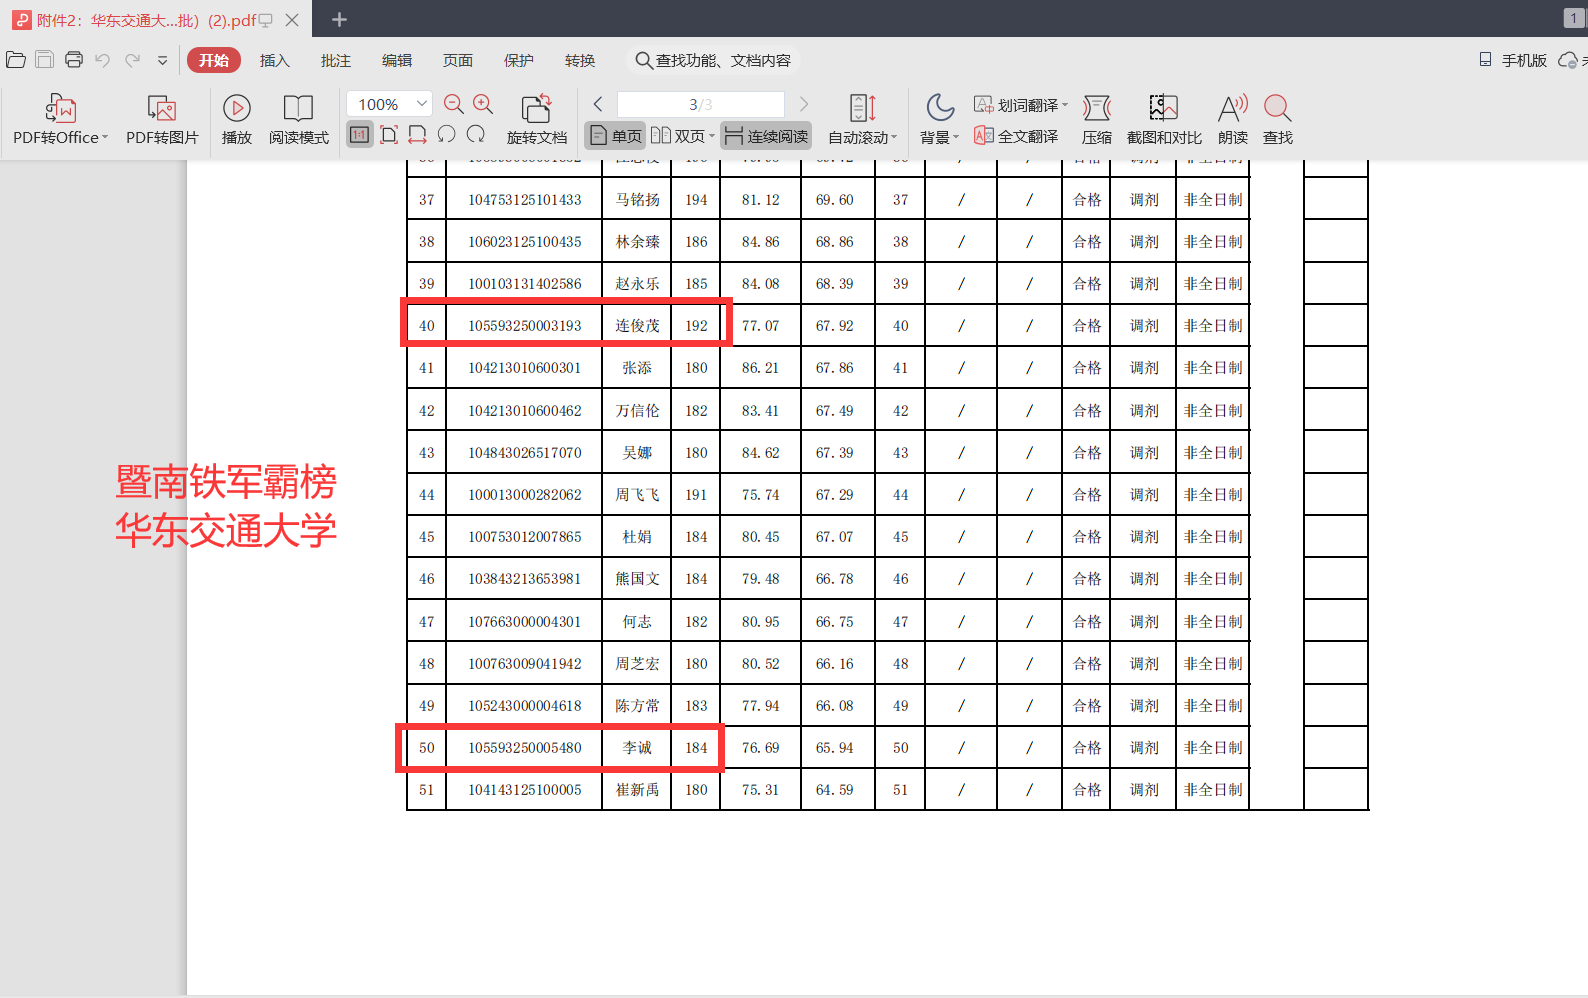 附件2：华东交通大...批）(2).pdf
1
开始 插入 批注 编辑 页面 保护 转换 查找功能、文档内容 手机版
PDF转Office PDF转图片 播放 阅读模式 100% 旋转文档 3/3 单页 双页 连续阅读 自动滚动 背景 划词翻译 全文翻译 压缩 截图和对比 朗读 查找
37 104753125101433 马铭扬 194 81.12 69.60 37 / / 合格 调剂 非全日制
38 106023125100435 林余臻 186 84.86 68.86 38 / / 合格 调剂 非全日制
39 100103131402586 赵永乐 185 84.08 68.39 39 / / 合格 调剂 非全日制
40 105593250003193 连俊茂 192 77.07 67.92 40 / / 合格 调剂 非全日制
41 104213010600301 张添 180 86.21 67.86 41 / / 合格 调剂 非全日制
42 104213010600462 万信伦 182 83.41 67.49 42 / / 合格 调剂 非全日制
43 104843026517070 吴娜 180 84.62 67.39 43 / / 合格 调剂 非全日制
44 100013000282062 周飞飞 191 75.74 67.29 44 / / 合格 调剂 非全日制
45 100753012007865 杜娟 184 80.45 67.07 45 / / 合格 调剂 非全日制
46 103843213653981 熊国文 184 79.48 66.78 46 / / 合格 调剂 非全日制
47 107663000004301 何志 182 80.95 66.75 47 / / 合格 调剂 非全日制
48 100763009041942 周芝宏 180 80.52 66.16 48 / / 合格 调剂 非全日制
49 105243000004618 陈方常 183 77.94 66.08 49 / / 合格 调剂 非全日制
50 105593250005480 李诚 184 76.69 65.94 50 / / 合格 调剂 非全日制
51 104143125100005 崔新禹 180 75.31 64.59 51 / / 合格 调剂 非全日制
暨南铁军霸榜
华东交通大学